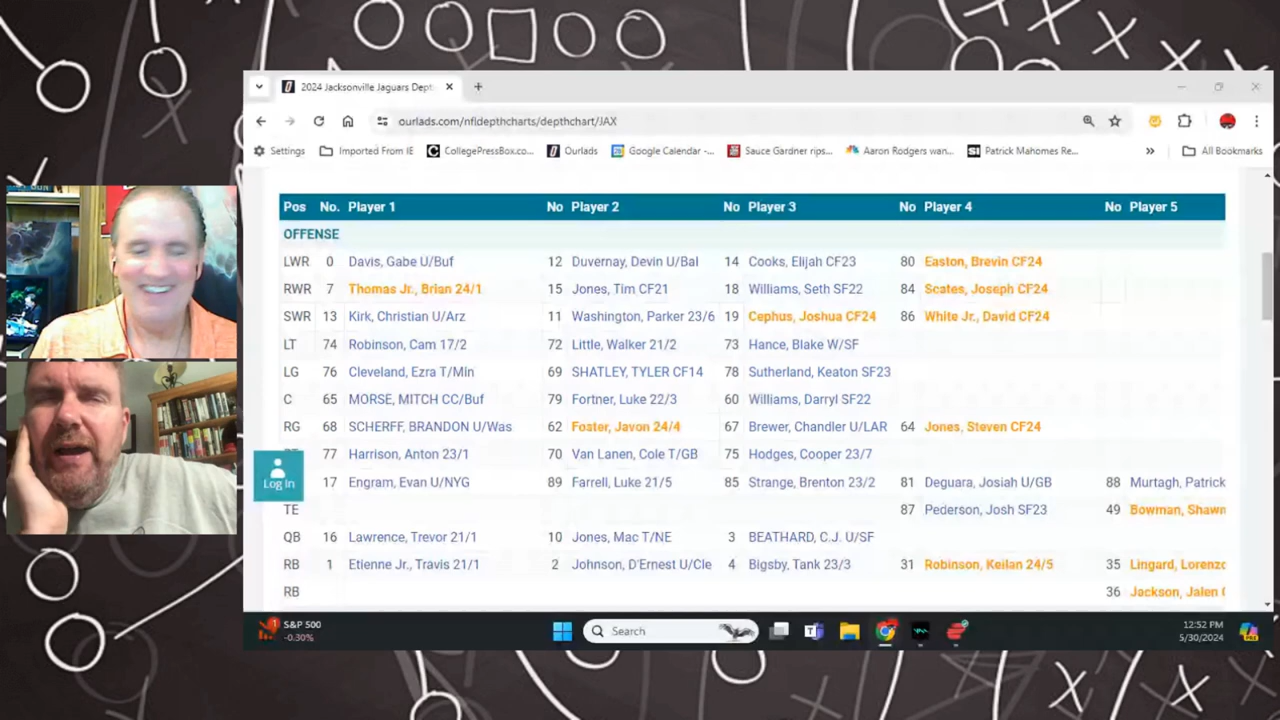 2024 Jacksonville Jaguars Dept
ourlads.com/nfldepthcharts/depthchart/JAX
Settings Imported From IE CollegePressBox.co... Ourlads Google Calendar -... Sauce Gardner rips... Aaron Rodgers wan... SI Patrick Mahomes Re... » All Bookmarks
Pos No. Player 1 No Player 2 No Player 3 No Player 4 No Player 5
OFFENSE
LWR 0 Davis, Gabe U/Buf 12 Duvernay, Devin U/Bal 14 Cooks, Elijah CF23 80 Easton, Brevin CF24
RWR 7 Thomas Jr., Brian 24/1 15 Jones, Tim CF21 18 Williams, Seth SF22 84 Scates, Joseph CF24
SWR 13 Kirk, Christian U/Arz 11 Washington, Parker 23/6 19 Cephus, Joshua CF24 86 White Jr., David CF24
LT 74 Robinson, Cam 17/2 72 Little, Walker 21/2 73 Hance, Blake W/SF
LG 76 Cleveland, Ezra T/Min 69 SHATLEY, TYLER CF14 78 Sutherland, Keaton SF23
C 65 MORSE, MITCH CC/Buf 79 Fortner, Luke 22/3 60 Williams, Darryl SF22
RG 68 SCHERFF, BRANDON U/Was 62 Foster, Javon 24/4 67 Brewer, Chandler U/LAR 64 Jones, Steven CF24
77 Harrison, Anton 23/1 70 Van Lanen, Cole T/GB 75 Hodges, Cooper 23/7
Log In
17 Engram, Evan U/NYG 89 Farrell, Luke 21/5 85 Strange, Brenton 23/2 81 Deguara, Josiah U/GB 88 Murtagh, Patrick
TE 87 Pederson, Josh SF23 49 Bowman, Shawn
QB 16 Lawrence, Trevor 21/1 10 Jones, Mac T/NE 3 BEATHARD, C.J. U/SF
RB 1 Etienne Jr., Travis 21/1 2 Johnson, D'Ernest U/Cle 4 Bigsby, Tank 23/3 31 Robinson, Keilan 24/5 35 Lingard, Lorenzo
RB 36 Jackson, Jalen
1 S&P 500 Search 12:52 PM
-0.30% 5/30/2024